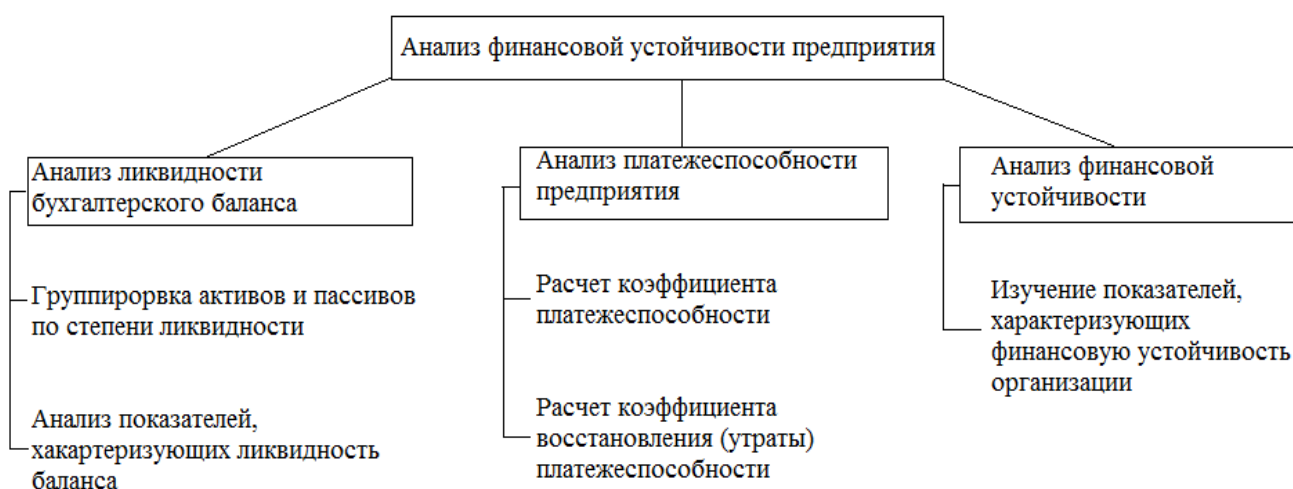 Анализ финансовой устойчивости предприятия
Анализ ликвидности
бухгалтерского баланса
Группирорвка активов и пассивов
по степени ликвидности
Анализ показателей,
хакартеризующих ликвидность
баланса
Анализ платежеспособности
предприятия
Расчет коэффициента
платежеспособности
Расчет коэффициента
восстановления (утраты)
платежеспособности
Анализ финансовой
устойчивости
Изучение показателей,
характеризующих
финансовую устойчивость
организации